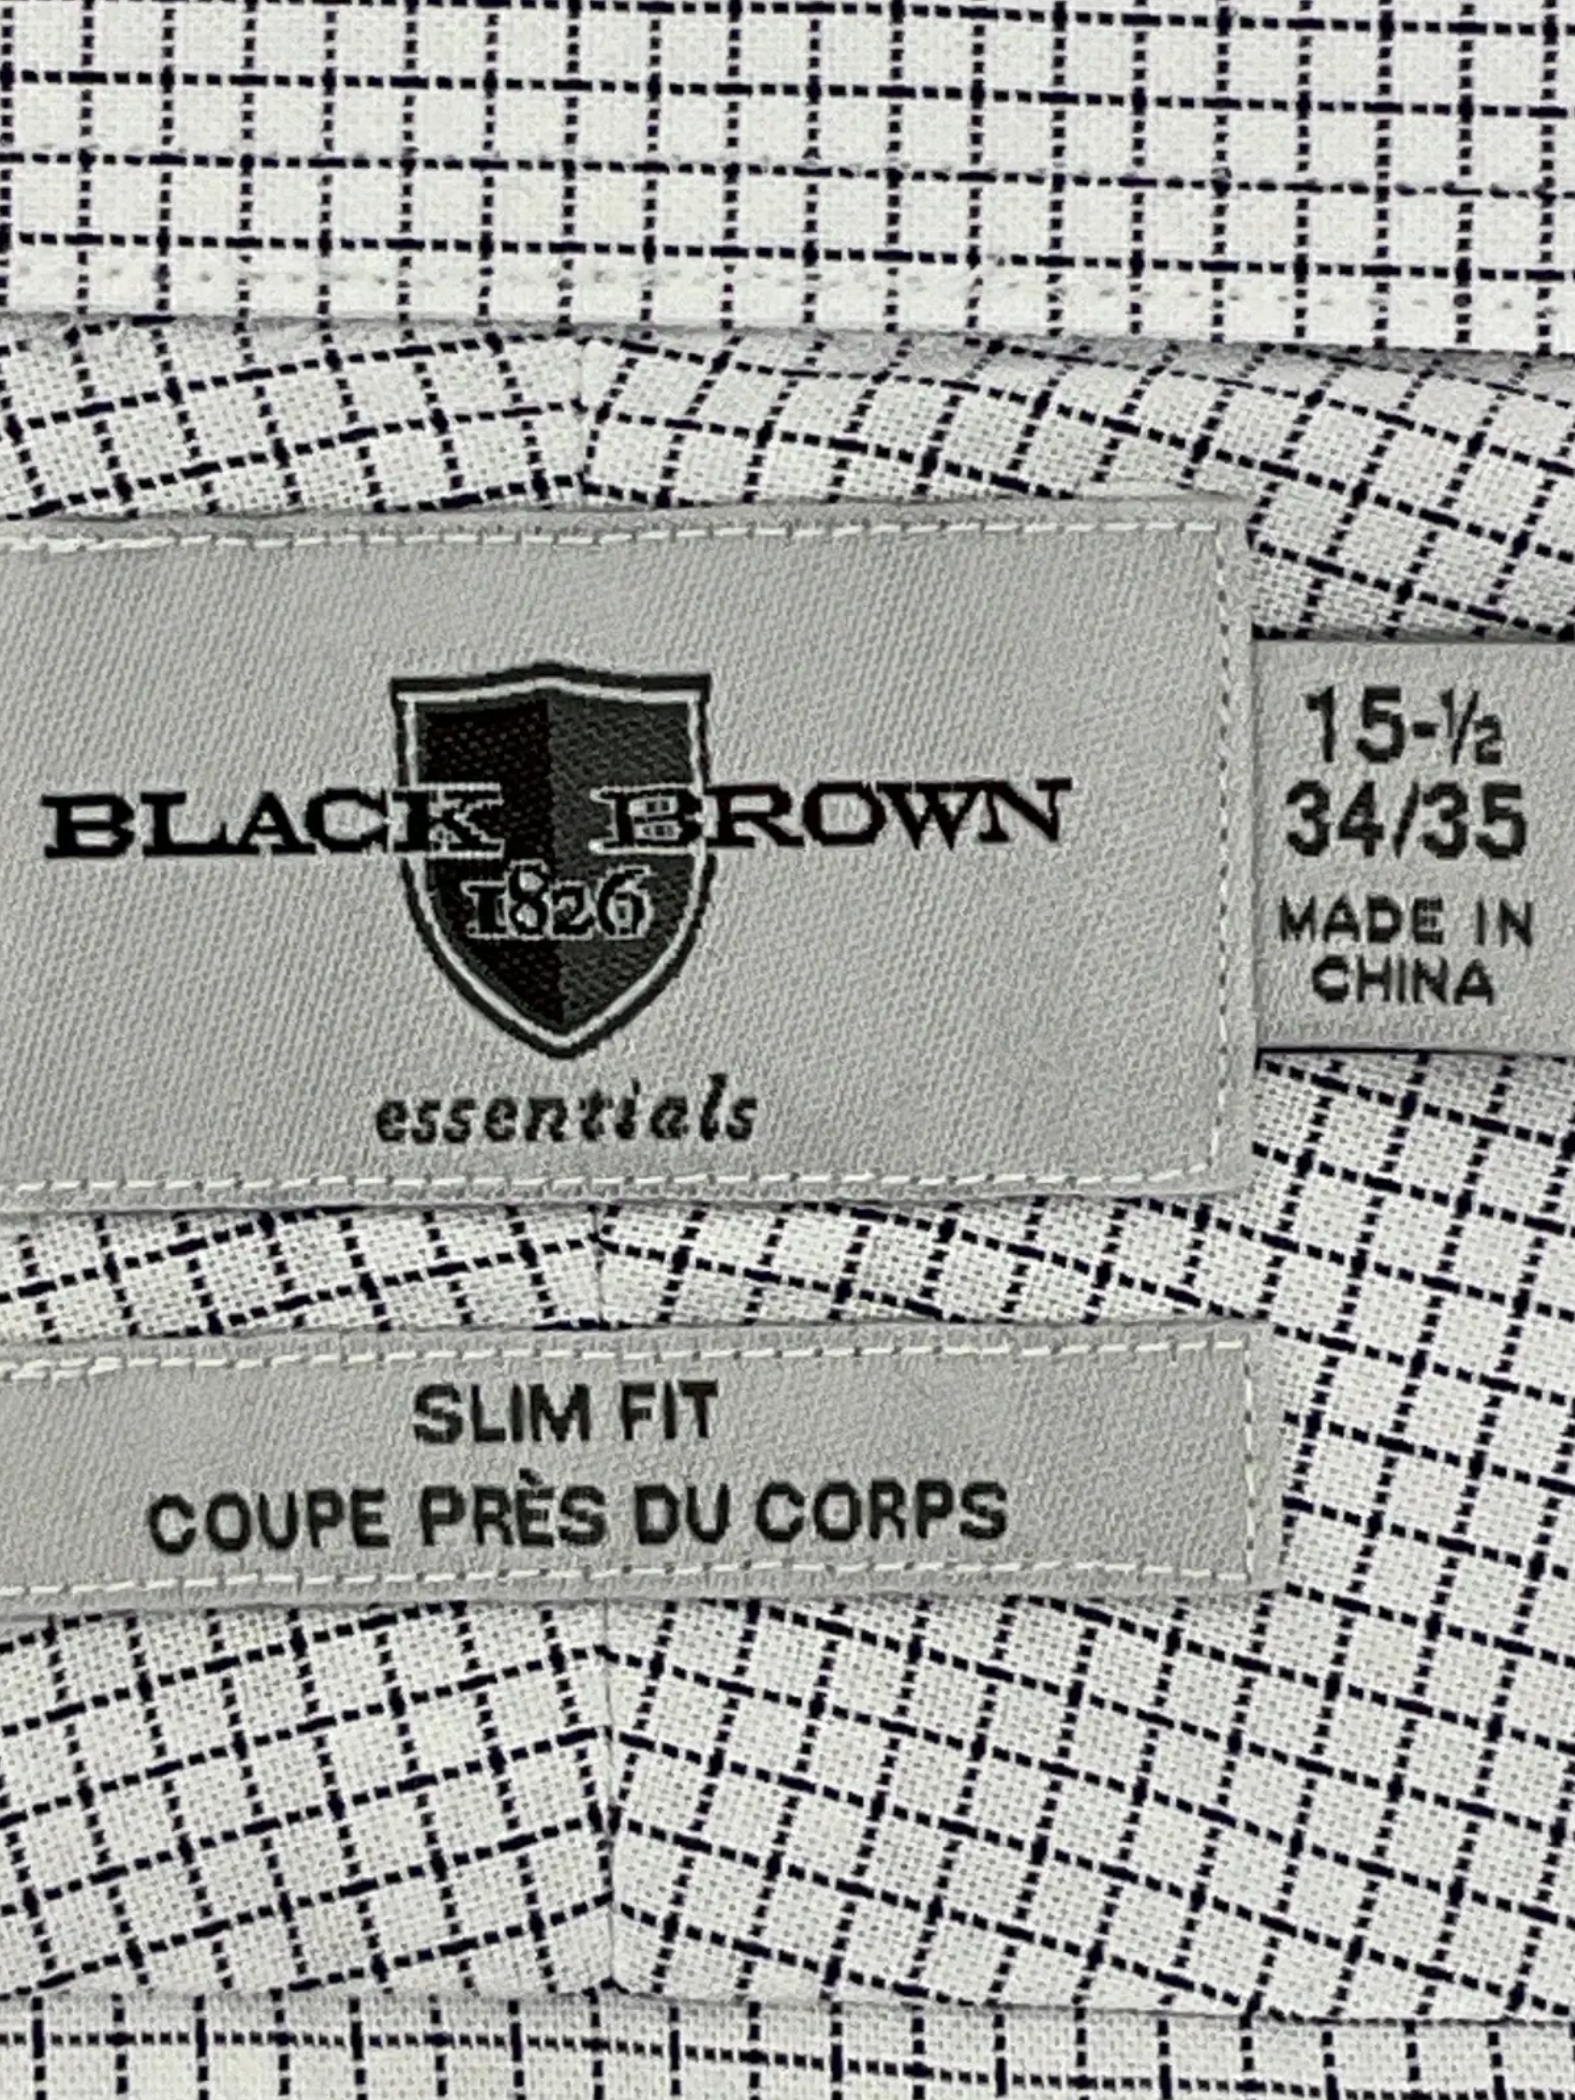 BLACK BROWN
1826
essentials
15-½
34/35
MADE IN
CHINA
SLIM FIT
COUPE PRÈS DU CORPS